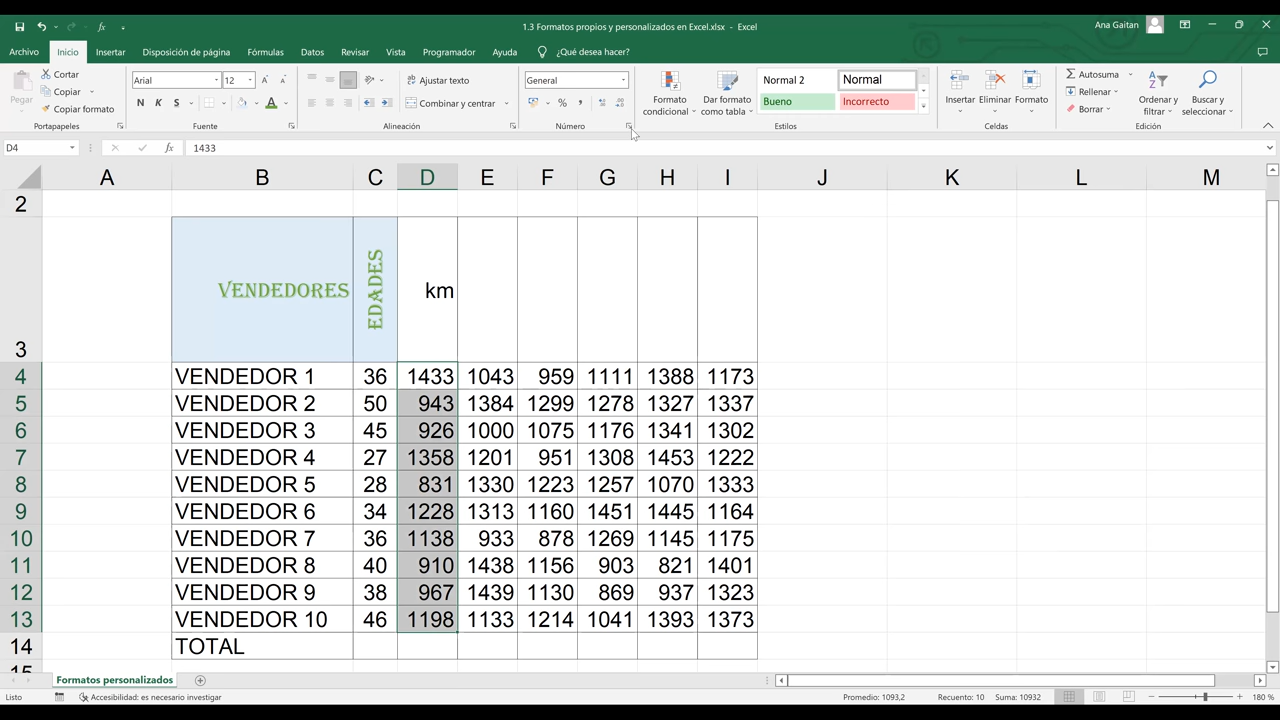 1.3 Formatos propios y personalizados en Excel.xlsx - Excel
Ana Gaitan
Archivo Inicio Insertar Disposición de página Fórmulas Datos Revisar Vista Programador Ayuda ¿Qué desea hacer?
Pegar
Cortar
Copiar
Copiar formato
Portapapeles
Arial 12
N K S
Fuente
Ajustar texto
Combinar y centrar
Alineación
General
%
Número
Formato condicional
Dar formato como tabla
Normal 2 Normal
Bueno Incorrecto
Estilos
Insertar Eliminar Formato
Celdas
Autosuma
Rellenar
Borrar
Ordenar y filtrar
Buscar y seleccionar
Edición
D4 fx 1433
A B C D E F G H I J K L M
2
3 VENDEDORES EDADES km
4 VENDEDOR 1 36 1433 1043 959 1111 1388 1173
5 VENDEDOR 2 50 943 1384 1299 1278 1327 1337
6 VENDEDOR 3 45 926 1000 1075 1176 1341 1302
7 VENDEDOR 4 27 1358 1201 951 1308 1453 1222
8 VENDEDOR 5 28 831 1330 1223 1257 1070 1333
9 VENDEDOR 6 34 1228 1313 1160 1451 1445 1164
10 VENDEDOR 7 36 1138 933 878 1269 1145 1175
11 VENDEDOR 8 40 910 1438 1156 903 821 1401
12 VENDEDOR 9 38 967 1439 1130 869 937 1323
13 VENDEDOR 10 46 1198 1133 1214 1041 1393 1373
14 TOTAL
15
Formatos personalizados
Listo Accesibilidad: es necesario investigar Promedio: 1093,2 Recuento: 10 Suma: 10932 180 %